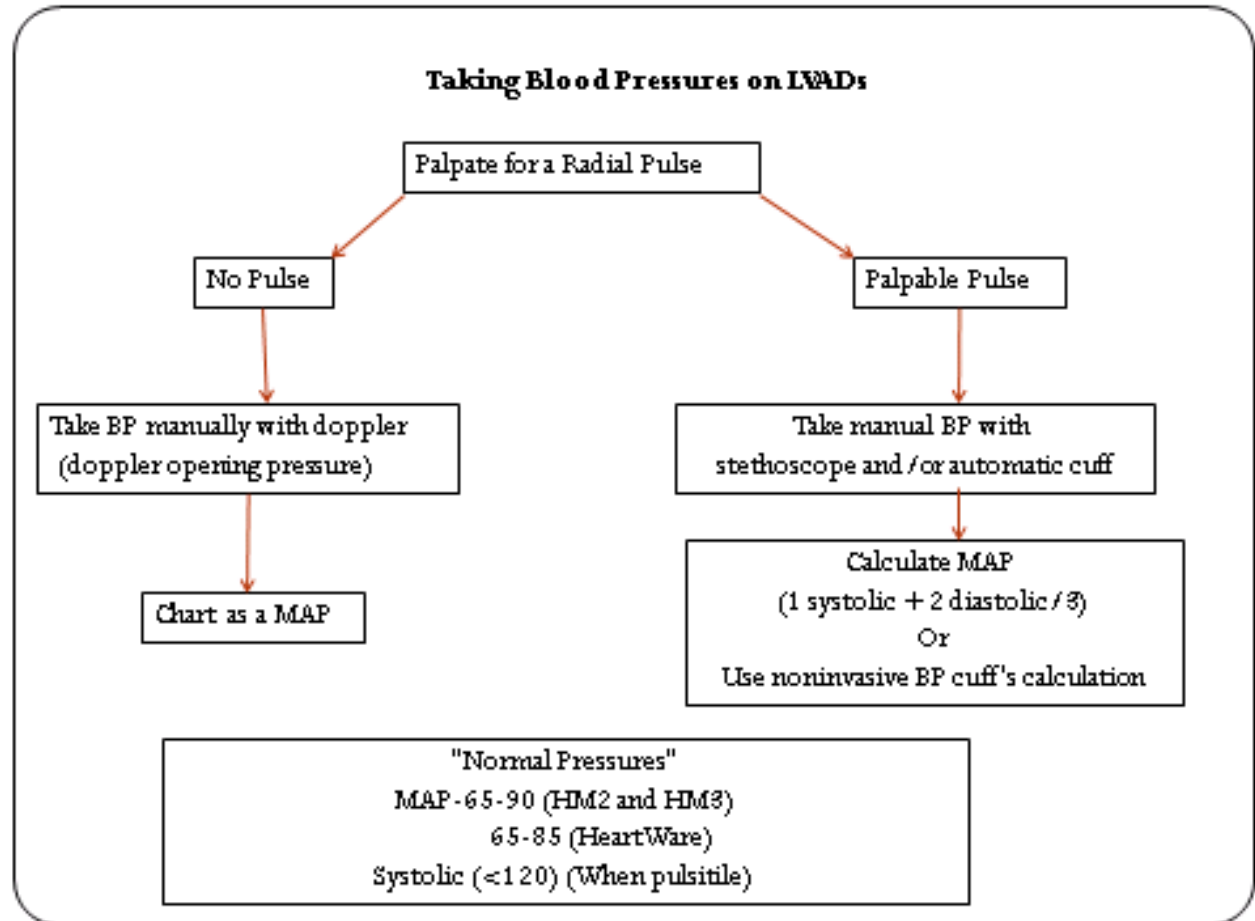 Taking Blood Pressures on LVADs
Palpate for a Radial Pulse
No Pulse
Palpable Pulse
Take BP manually with doppler
(doppler opening pressure)
Take manual BP with
stethoscope and /or automatic cuff
Chart as a MAP
Calculate MAP
(1 systolic + 2 diastolic / 3)
Or
Use noninvasive BP cuff's calculation
"Normal Pressures"
MAP-65-90 (HM2 and HM3)
65-85 (HeartWare)
Systolic (<120) (When pulsitile)